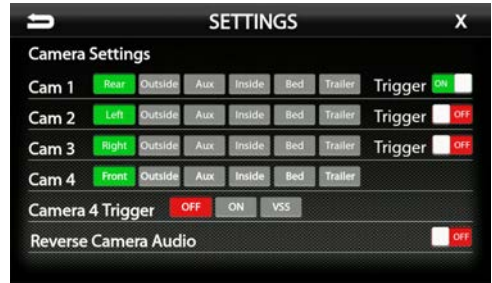 SETTINGS X
Camera Settings
Cam 1 Rear Outside Aux Inside Bed Trailer Trigger ON
Cam 2 Left Outside Aux Inside Bed Trailer Trigger OFF
Cam 3 Right Outside Aux Inside Bed Trailer Trigger OFF
Cam 4 Front Outside Aux Inside Bed Trailer
Camera 4 Trigger OFF ON VSS
Reverse Camera Audio OFF